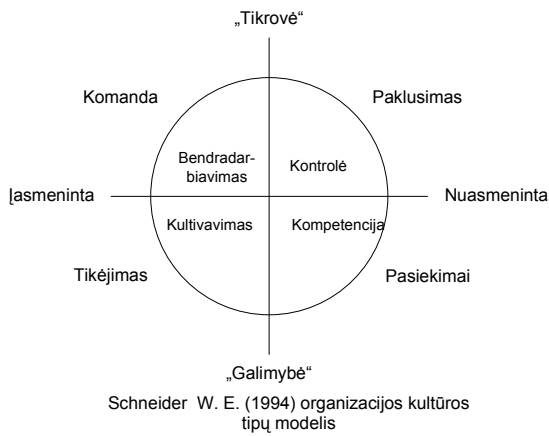 „Tikrovė“
Komanda
Paklusimas
Bendradar-
biavimas
Kontrolė
Įasmeninta
Nuasmeninta
Kultivavimas
Kompetencija
Tikėjimas
Pasiekimai
„Galimybė“
Schneider W. E. (1994) organizacijos kultūros
tipų modelis